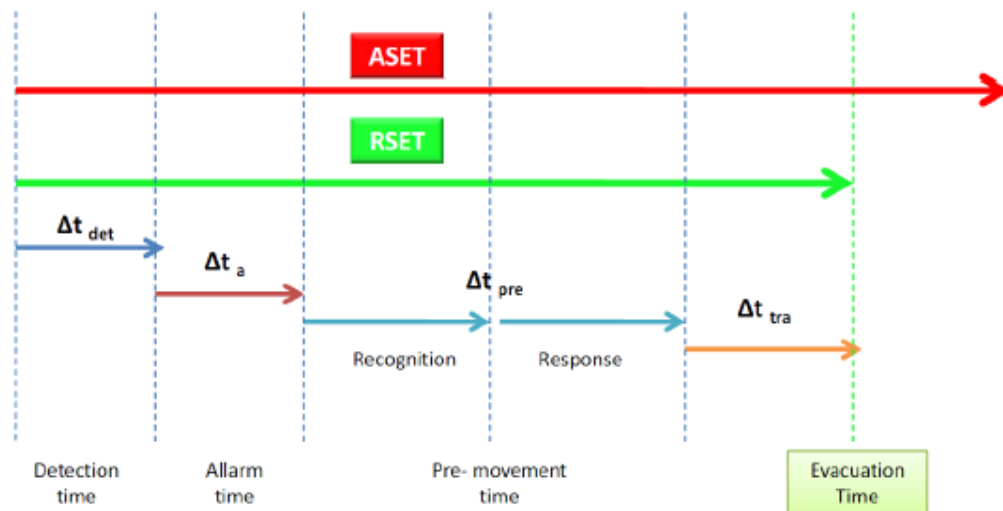 ASET
RSET
Δt det
Δt a
Δt pre
Δt tra
Recognition
Response
Detection
time
Allarm
time
Pre- movement
time
Evacuation
Time